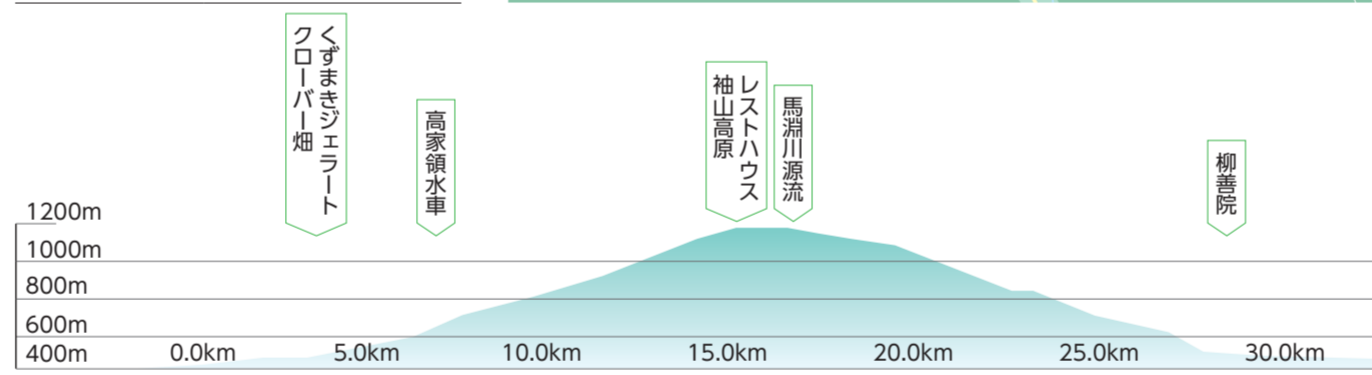 くずまきジェラート
クローバー畑
高家領水車
レストハウス
袖山高原
馬淵川源流
柳善院
1200m
1000m
800m
600m
400m
0.0km
5.0km
10.0km
15.0km
20.0km
25.0km
30.0km